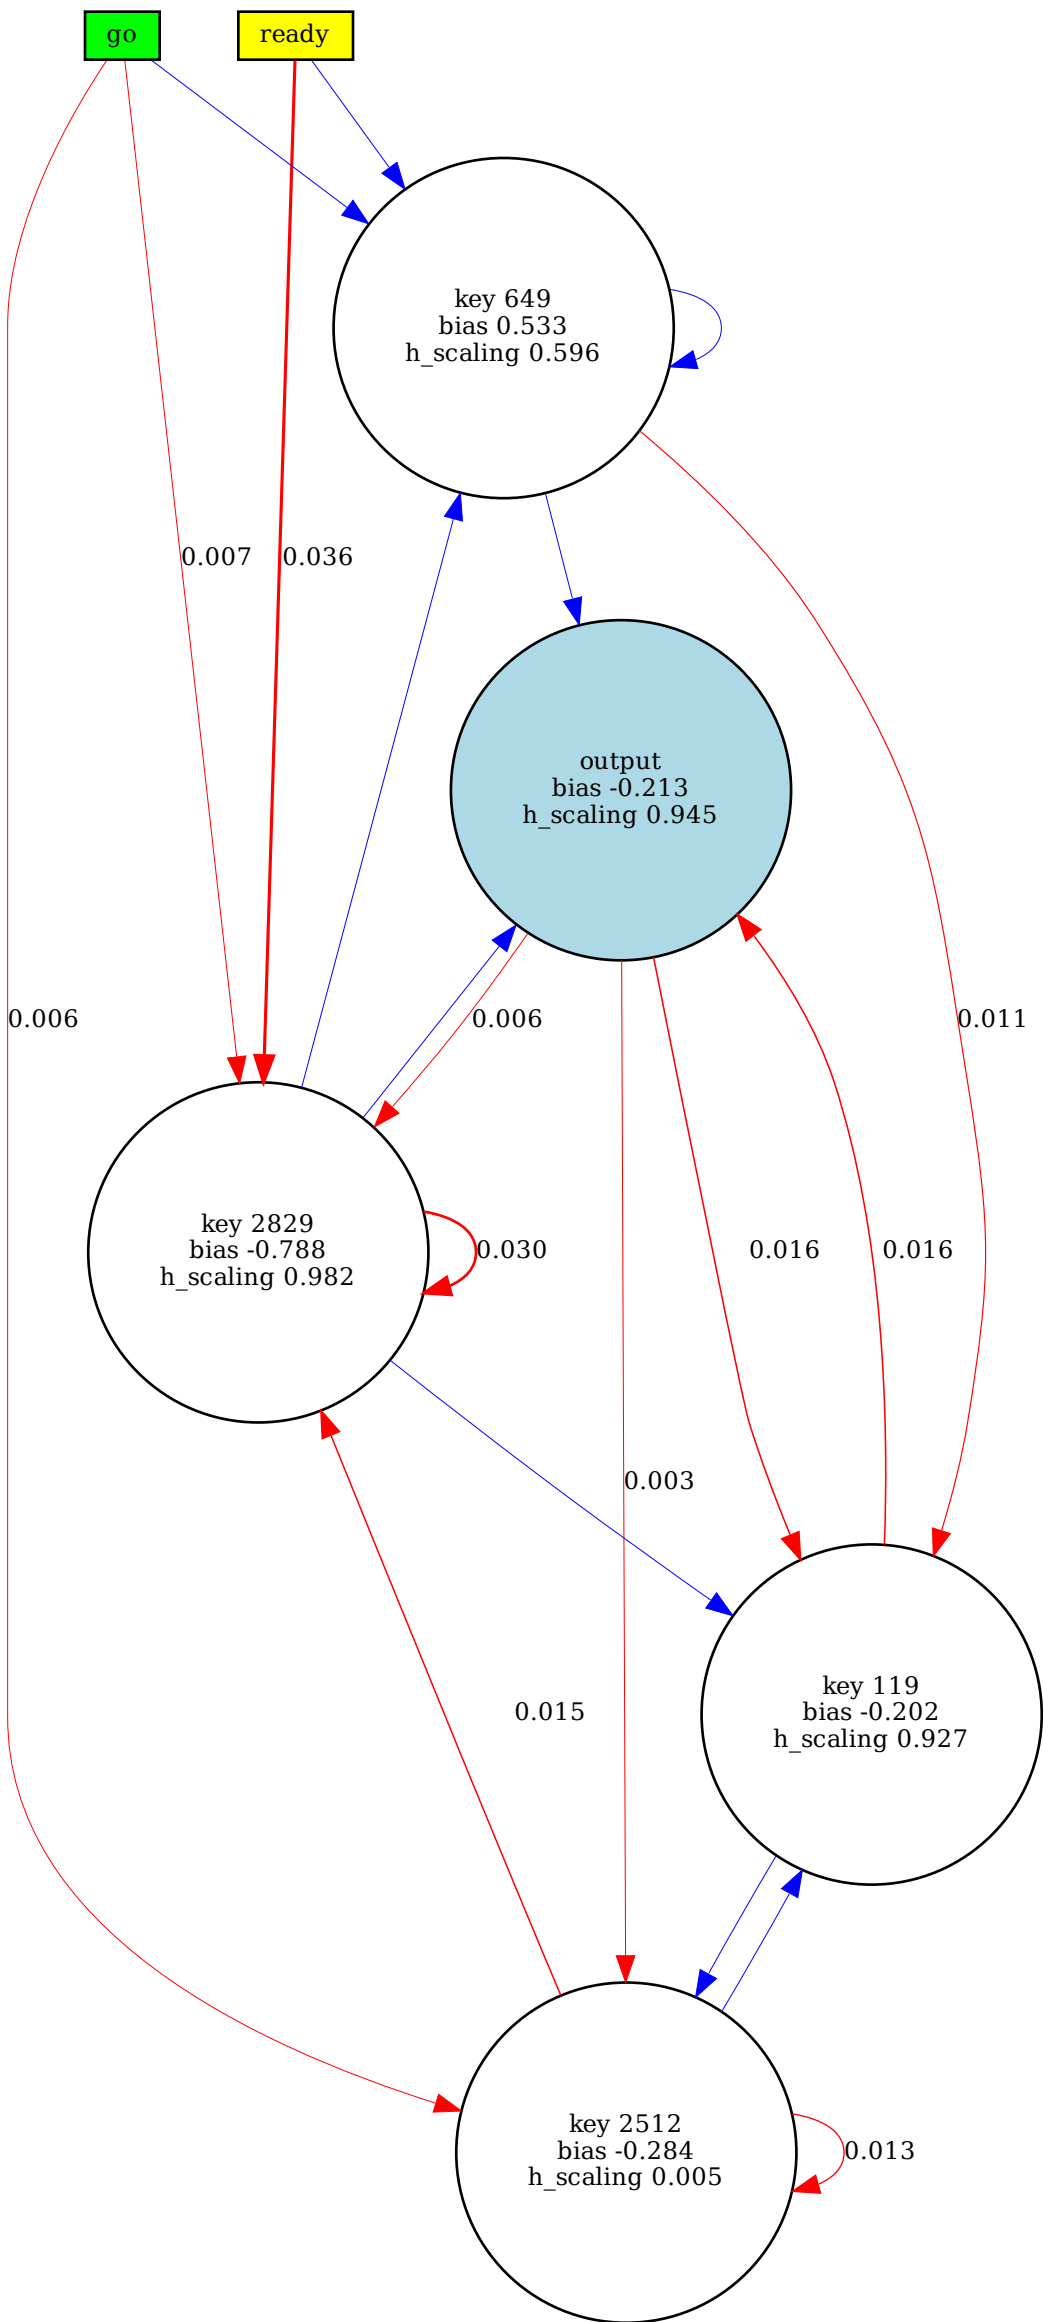 go
ready
key 649
bias 0.533
h_scaling 0.596
0.007
0.036
output
bias -0.213
h_scaling 0.945
0.006
0.006
0.011
key 2829
bias -0.788
h_scaling 0.982
0.030
0.016
0.016
0.003
key 119
bias -0.202
h_scaling 0.927
0.015
key 2512
bias -0.284
h_scaling 0.005
0.013